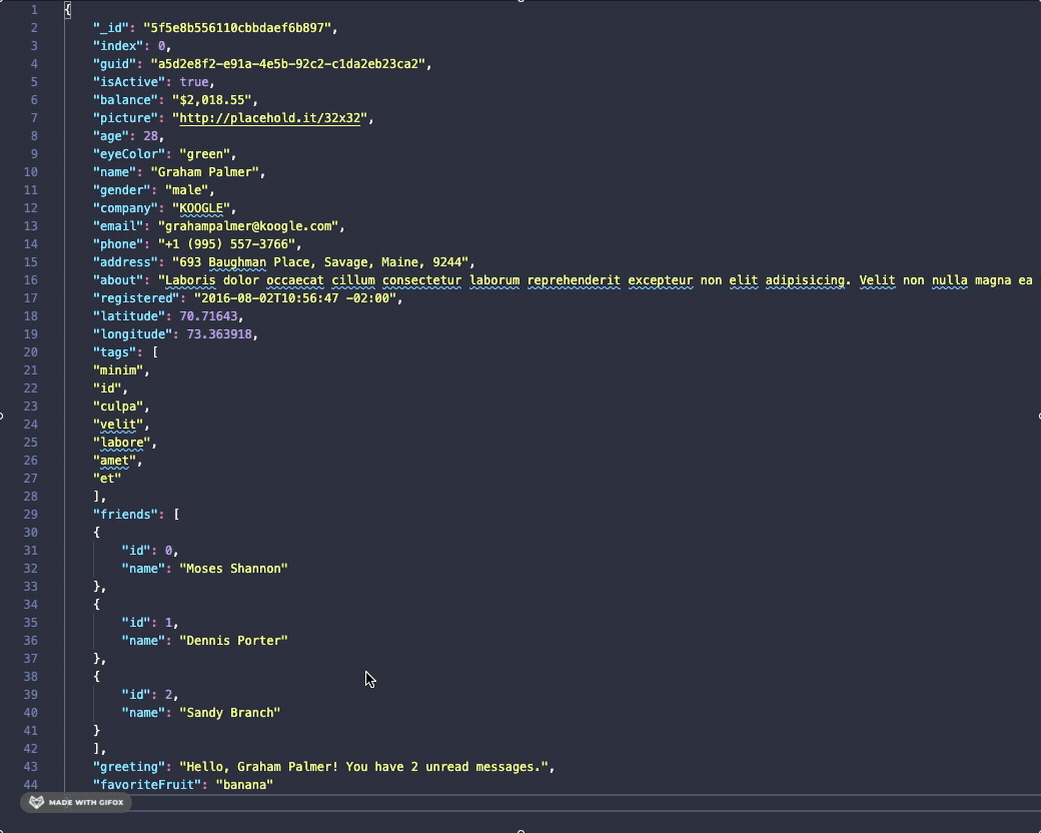 1 {
2 "_id": "5f5e8b556110cbbdaef6b897",
3 "index": 0,
4 "guid": "a5d2e8f2-e91a-4e5b-92c2-c1da2eb23ca2",
5 "isActive": true,
6 "balance": "$2,018.55",
7 "picture": "http://placehold.it/32x32",
8 "age": 28,
9 "eyeColor": "green",
10 "name": "Graham Palmer",
11 "gender": "male",
12 "company": "KOOGLE",
13 "email": "grahampalmer@koogle.com",
14 "phone": "+1 (995) 557-3766",
15 "address": "693 Baughman Place, Savage, Maine, 9244",
16 "about": "Laboris dolor occaecat cillum consectetur laborum reprehenderit excepteur non elit adipisicing. Velit non nulla magna ea
17 "registered": "2016-08-02T10:56:47 -02:00",
18 "latitude": 70.71643,
19 "longitude": 73.363918,
20 "tags": [
21 "minim",
22 "id",
23 "culpa",
24 "velit",
25 "labore",
26 "amet",
27 "et"
28 ],
29 "friends": [
30 {
31 "id": 0,
32 "name": "Moses Shannon"
33 },
34 {
35 "id": 1,
36 "name": "Dennis Porter"
37 },
38 {
39 "id": 2,
40 "name": "Sandy Branch"
41 }
42 ],
43 "greeting": "Hello, Graham Palmer! You have 2 unread messages.",
44 "favoriteFruit": "banana"
MADE WITH GIFOX